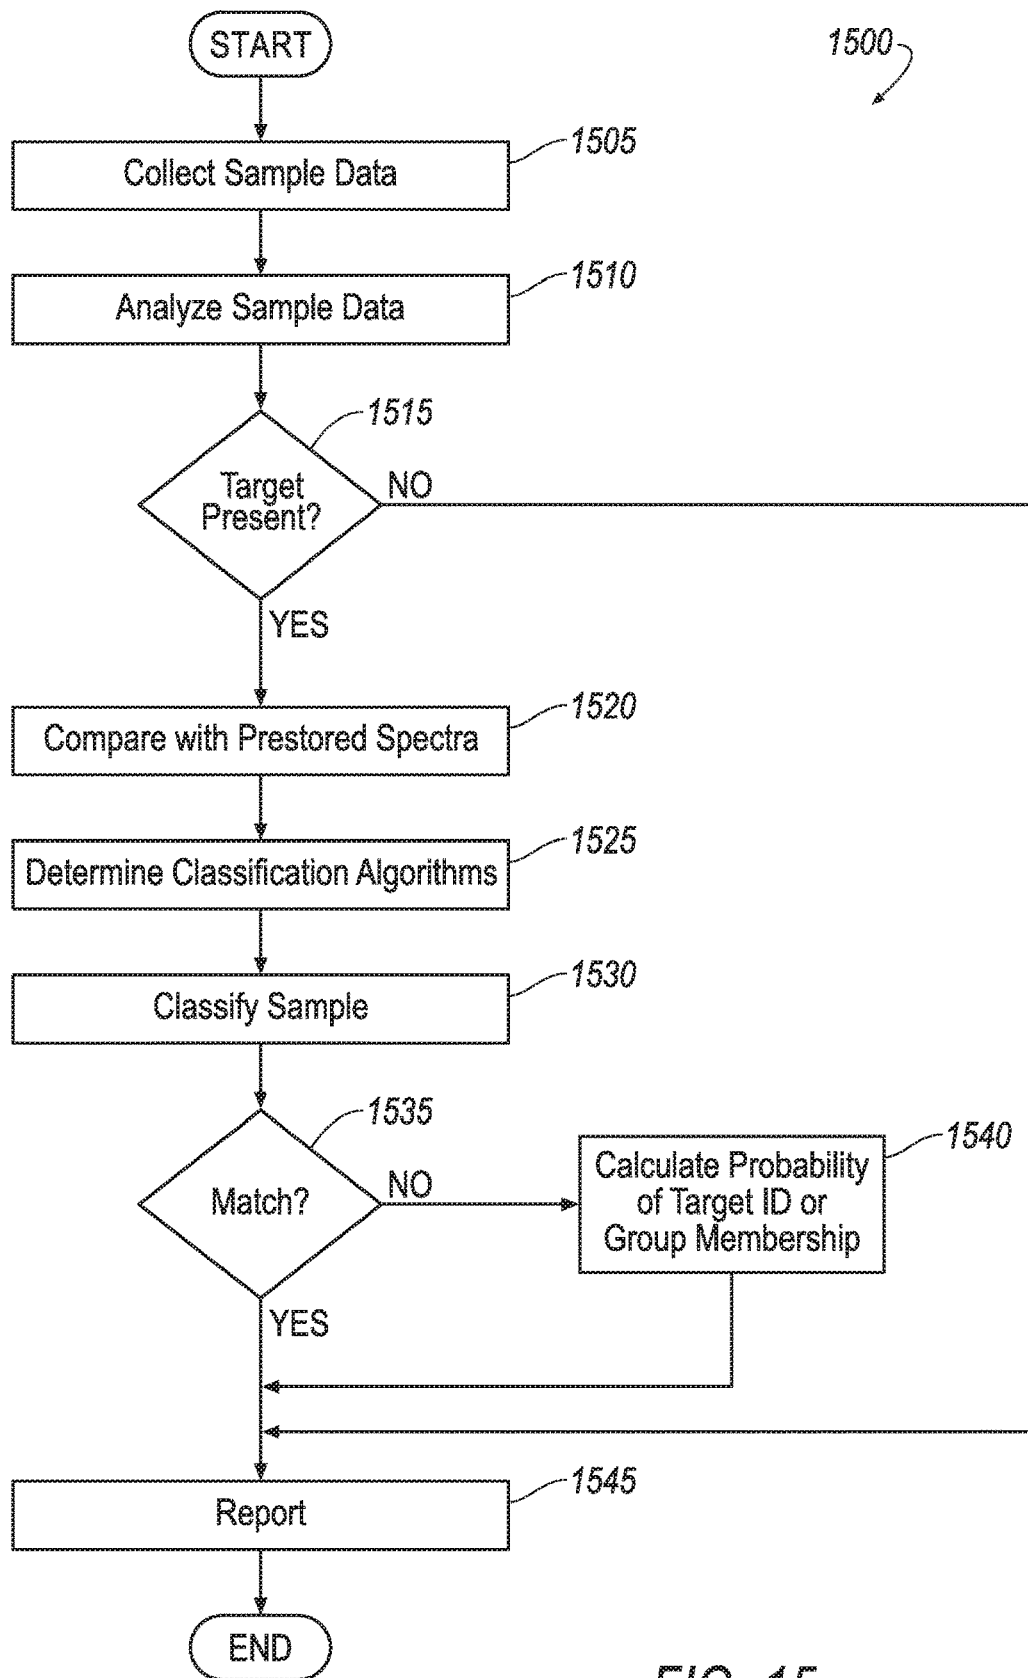 START
1500
1505
Collect Sample Data
1510
Analyze Sample Data
1515
Target
Present?
NO
YES
1520
Compare with Prestored Spectra
1525
Determine Classification Algorithms
1530
Classify Sample
1535
Match?
NO
1540
Calculate Probability
of Target ID or
Group Membership
YES
1545
Report
END
FIG. 15